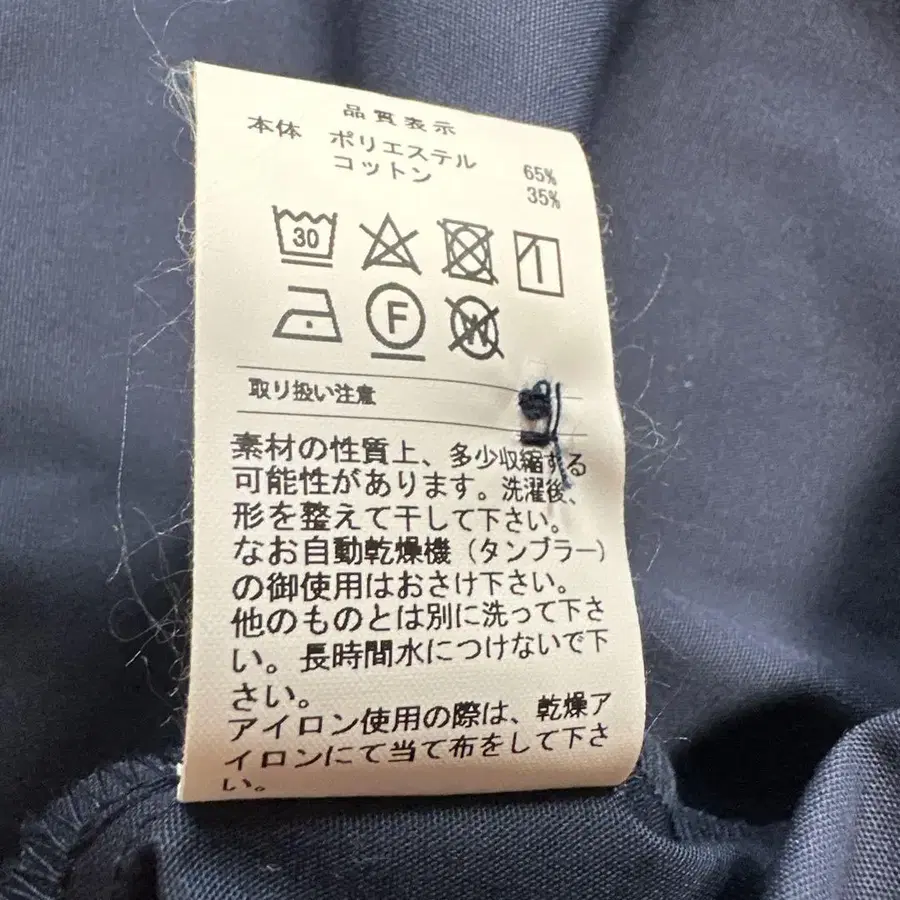 品質表示
本体 ポリエステル 65%
コットン 35%
30
F
W
取り扱い注意
素材の性質上、多少収縮する
可能性があります。洗濯後、
形を整えて干して下さい。
なお自動乾燥機（タンブラー）
の御使用はおさけ下さい。
他のものとは別に洗って下さ
い。長時間水につけないで下
さい。
アイロン使用の際は、乾燥ア
イロンにて当て布をして下さ
い。